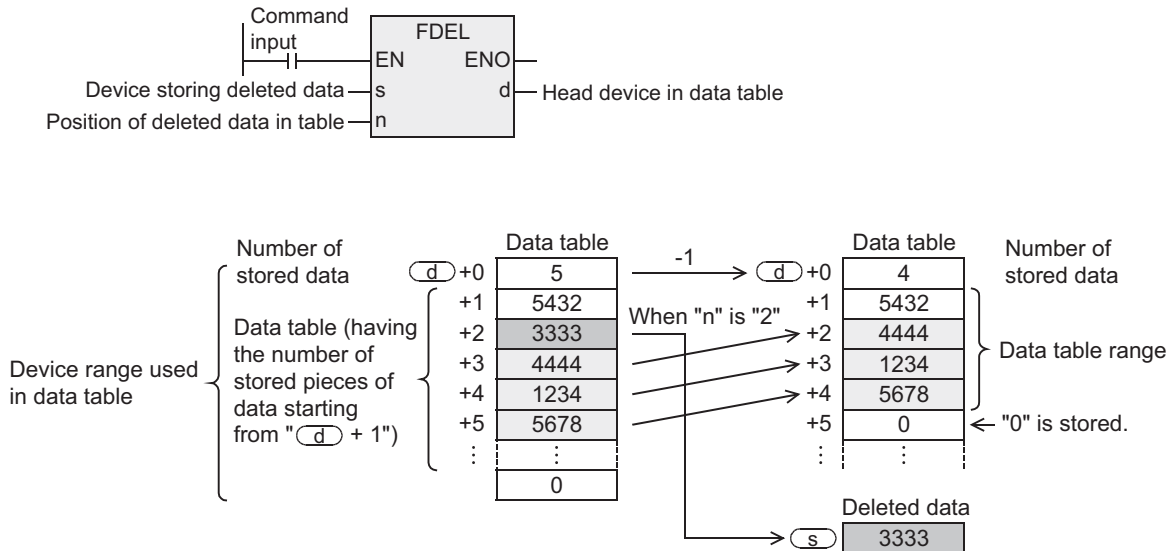 Command
input
FDEL
EN
ENO
Device storing deleted data
s
d
Head device in data table
Position of deleted data in table
n
Data table
Data table
Number of
stored data
d +0
5
-1
d +0
4
Number of
stored data
+1
5432
+1
5432
Data table (having
the number of
stored pieces of
data starting
from " d + 1")
+2
3333
When "n" is "2"
+2
4444
Device range used
in data table
+3
4444
+3
1234
Data table range
+4
1234
+4
5678
+5
5678
+5
0
"0" is stored.
⋮
⋮
⋮
⋮
0
Deleted data
s
3333